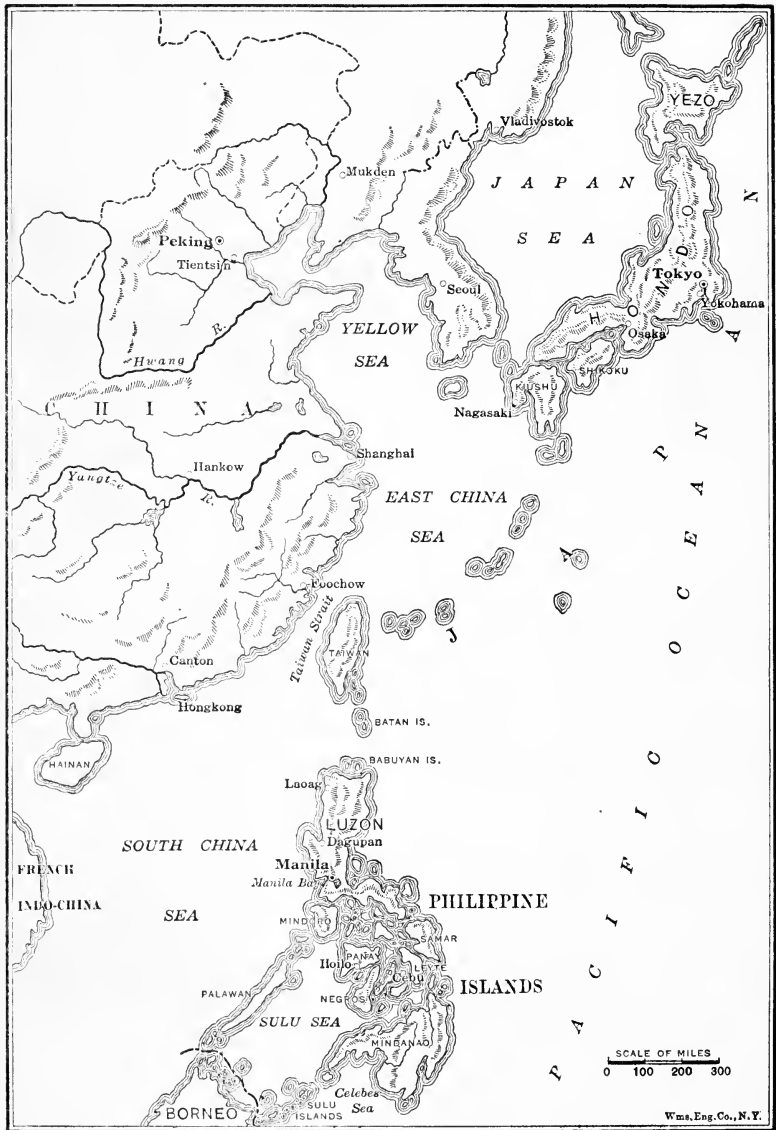 YEZO
Vladivostok
Mukden
JAPAN
SEA
Peking
Tientsin
HONDO
Tokyo
Yokohama
Seoul
YELLOW
SEA
Osaka
Hwang R.
SHIKOKU
KIUSHU
Nagasaki
CHINA
Shanghai
Hankow
Yangtze R.
EAST CHINA
SEA
JAPAN
Foochow
Taiwan Strait
TAIWAN
Canton
Hongkong
BATAN IS.
HAINAN
BABUYAN IS.
Laoag
LUZON
Dagupan
SOUTH CHINA
SEA
Manila
Manila Ba
FRENCH
INDO-CHINA
PHILIPPINE
ISLANDS
MINDORO
SAMAR
PANAY
Iloilo
LEYTE
Cebu
NEGROS
PALAWAN
SULU SEA
MINDANAO
PACIFIC OCEAN
SCALE OF MILES
0 100 200 300
Celebes
Sea
SULU
ISLANDS
BORNEO
Wms. Eng. Co., N.Y.